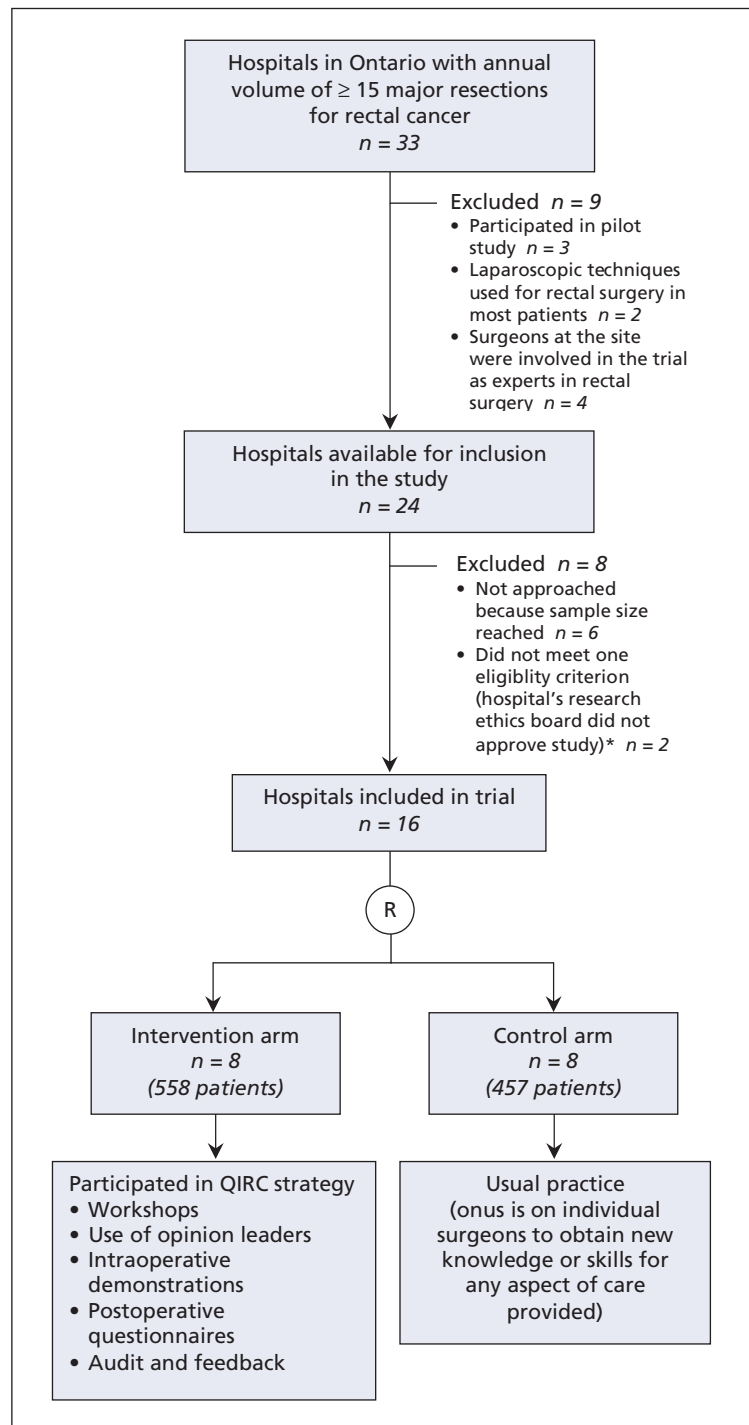 Hospitals in Ontario with annual
volume of ≥ 15 major resections
for rectal cancer
n = 33
Excluded n = 9
• Participated in pilot
study n = 3
• Laparoscopic techniques
used for rectal surgery in
most patients n = 2
• Surgeons at the site
were involved in the trial
as experts in rectal
surgery n = 4
Hospitals available for inclusion
in the study
n = 24
Excluded n = 8
• Not approached
because sample size
reached n = 6
• Did not meet one
eligiblity criterion
(hospital's research
ethics board did not
approve study)* n = 2
Hospitals included in trial
n = 16
R
Intervention arm
n = 8
(558 patients)
Control arm
n = 8
(457 patients)
Participated in QIRC strategy
• Workshops
• Use of opinion leaders
• Intraoperative
demonstrations
• Postoperative
questionnaires
• Audit and feedback
Usual practice
(onus is on individual
surgeons to obtain new
knowledge or skills for
any aspect of care
provided)